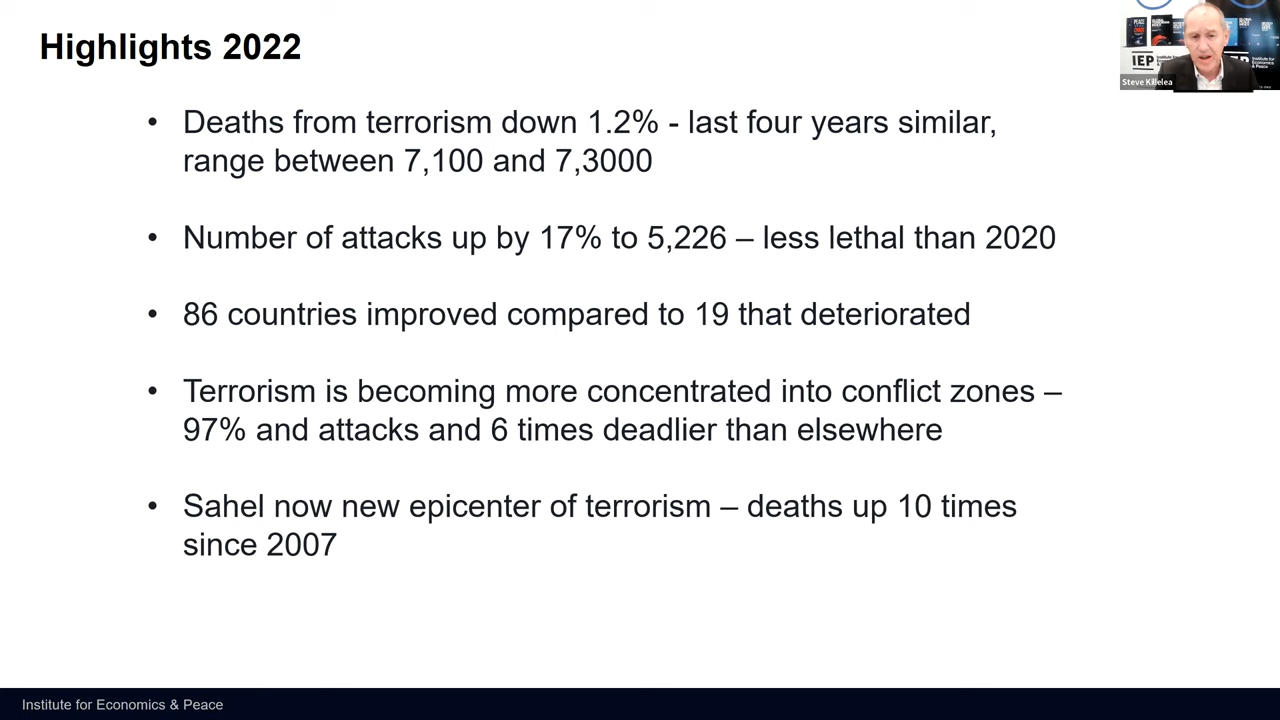 Highlights 2022
• Deaths from terrorism down 1.2% - last four years similar,
range between 7,100 and 7,3000
• Number of attacks up by 17% to 5,226 – less lethal than 2020
• 86 countries improved compared to 19 that deteriorated
• Terrorism is becoming more concentrated into conflict zones –
97% and attacks and 6 times deadlier than elsewhere
• Sahel now new epicenter of terrorism – deaths up 10 times
since 2007
IEP
Steve Killelea
Institute for Economics & Peace